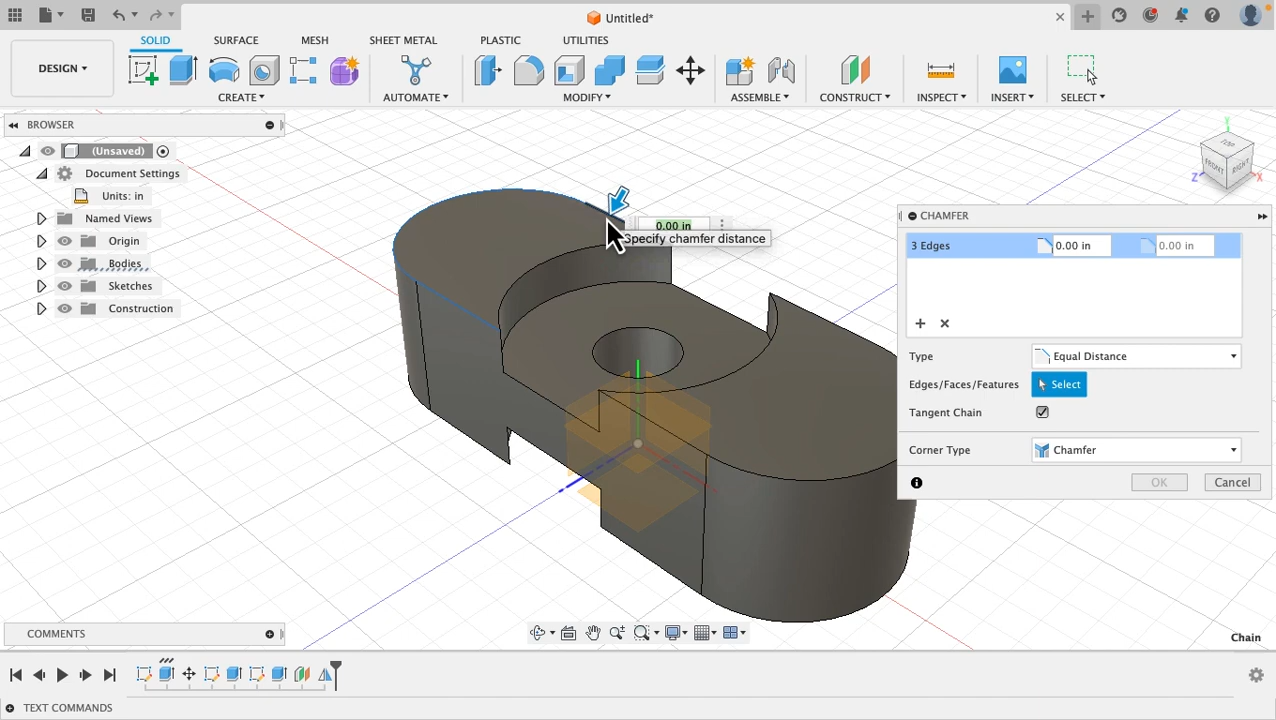 Untitled*
SOLID SURFACE MESH SHEET METAL PLASTIC UTILITIES
DESIGN
CREATE AUTOMATE MODIFY ASSEMBLE CONSTRUCT INSPECT INSERT SELECT
BROWSER
(Unsaved)
Document Settings
Units: in
Named Views
Origin
Bodies
Sketches
Construction
Y
TOP
FRONT
RIGHT
Z
X
0.00 in
Specify chamfer distance
CHAMFER
3 Edges 0.00 in 0.00 in
Type Equal Distance
Edges/Faces/Features Select
Tangent Chain
Corner Type Chamfer
OK Cancel
COMMENTS
Chain
TEXT COMMANDS